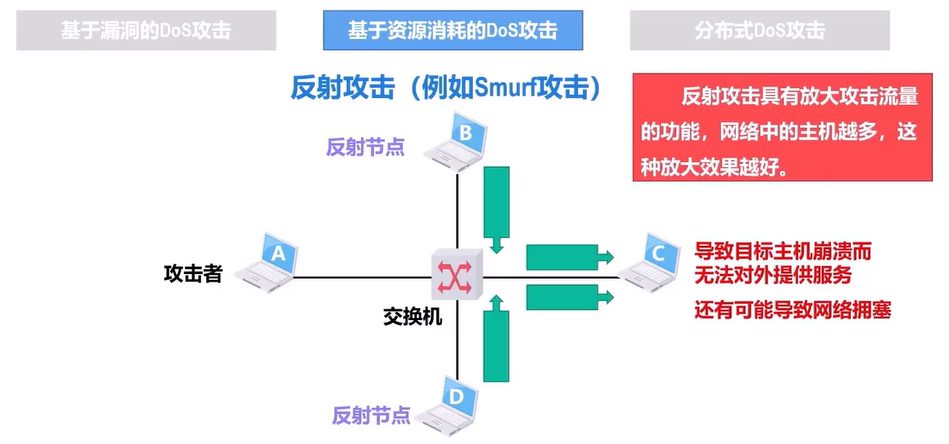 基于漏洞的DoS攻击
基于资源消耗的DoS攻击
分布式DoS攻击
反射攻击（例如Smurf攻击）
反射攻击具有放大攻击流量
的功能，网络中的主机越多，这
种放大效果越好。
反射节点
B
攻击者
A
交换机
C
导致目标主机崩溃而
无法对外提供服务
还有可能导致网络拥塞
反射节点
D